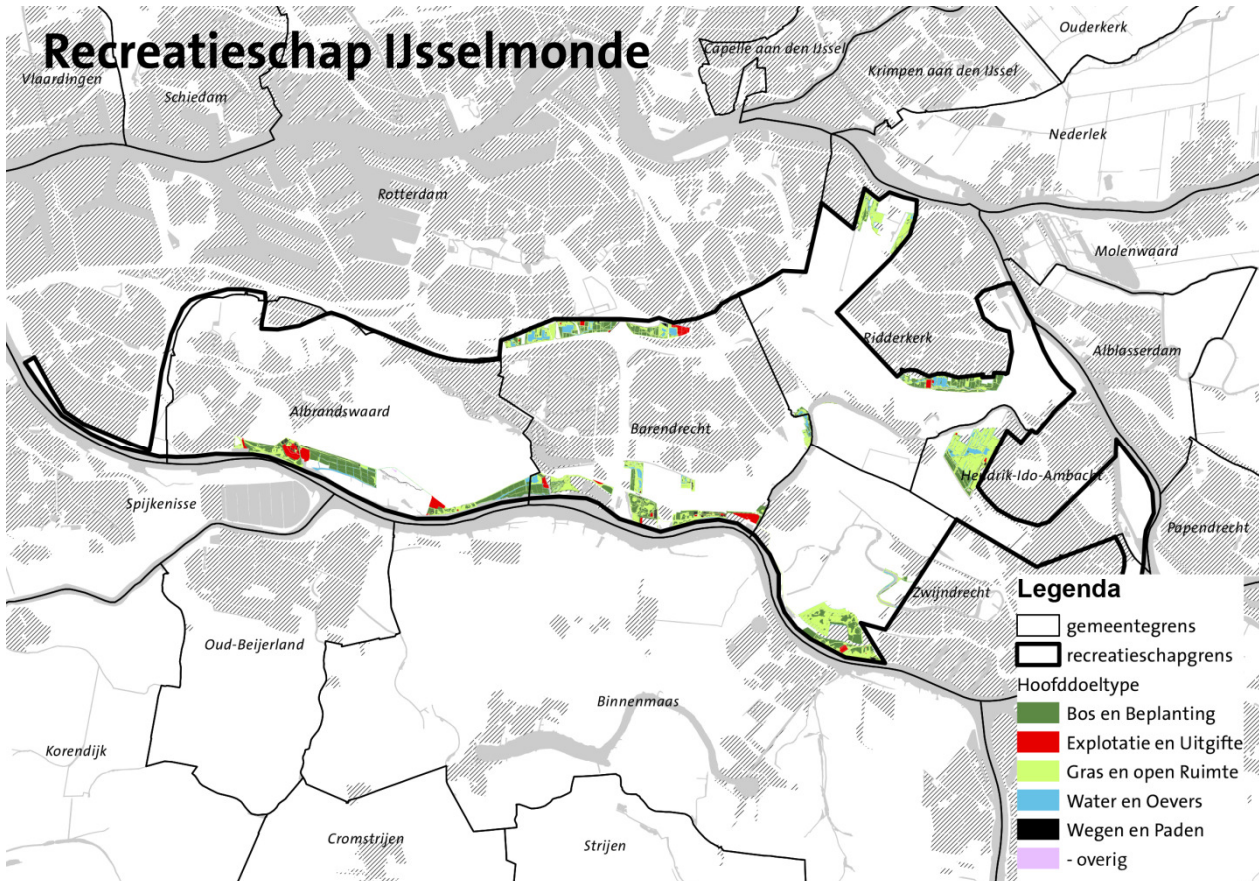 Recreatieschap IJsselmonde
Ouderkerk
Capelle aan den IJssel
Krimpen aan den IJssel
Vlaardingen
Schiedam
Nederlek
Rotterdam
Molenwaard
Ridderkerk
Alblasserdam
Albrandswaard
Barendrecht
Hendrik-Ido-Ambacht
Spijkenisse
Papendrecht
Zwijndrecht
Oud-Beijerland
Binnenmaas
Korendijk
Cromstrijen
Strijen
Legenda
gemeentegrens
recreatieschapgrens
Hoofddoeltype
Bos en Beplanting
Explotatie en Uitgifte
Gras en open Ruimte
Water en Oevers
Wegen en Paden
- overig